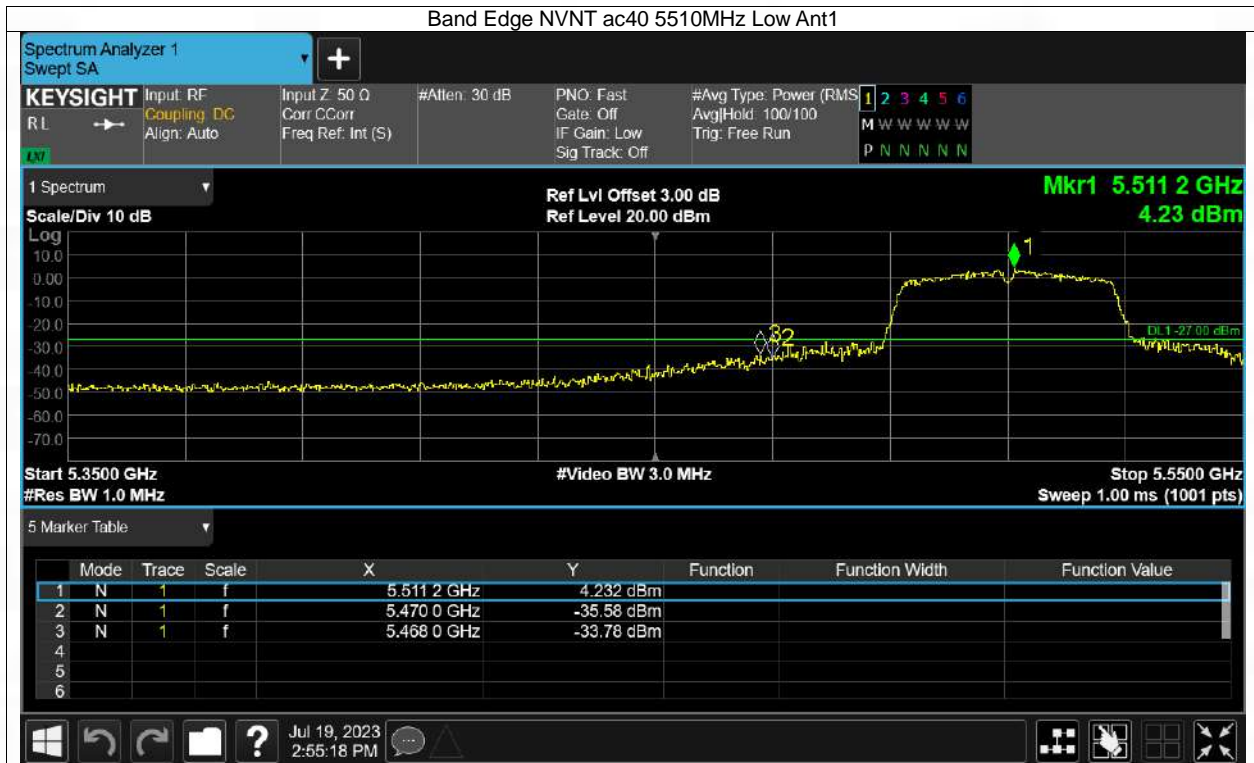 Band Edge NVNT ac40 5510MHz Low Ant1
Spectrum Analyzer 1
Swept SA
+
KEYSIGHT
RL
LXI
Input: RF
Coupling: DC
Align: Auto
Input Z: 50 Ω
Corr CCorr
Freq Ref: Int (S)
#Atten: 30 dB
PNO: Fast
Gate: Off
IF Gain: Low
Sig Track: Off
#Avg Type: Power (RMS
Avg|Hold: 100/100
Trig: Free Run
1 2 3 4 5 6
M W W W W W
P N N N N N
1 Spectrum
Scale/Div 10 dB
Ref Lvl Offset 3.00 dB
Ref Level 20.00 dBm
Mkr1 5.511 2 GHz
4.23 dBm
Log
10.0
0.00
-10.0
-20.0
-30.0
-40.0
-50.0
-60.0
-70.0
1
3
2
DL1 -27.00 dBm
Start 5.3500 GHz
#Video BW 3.0 MHz
Stop 5.5500 GHz
#Res BW 1.0 MHz
Sweep 1.00 ms (1001 pts)
5 Marker Table
Mode Trace Scale X Y Function Function Width Function Value
1 N 1 f 5.511 2 GHz 4.232 dBm
2 N 1 f 5.470 0 GHz -35.58 dBm
3 N 1 f 5.468 0 GHz -33.78 dBm
4
5
6
?
Jul 19, 2023
2:55:18 PM